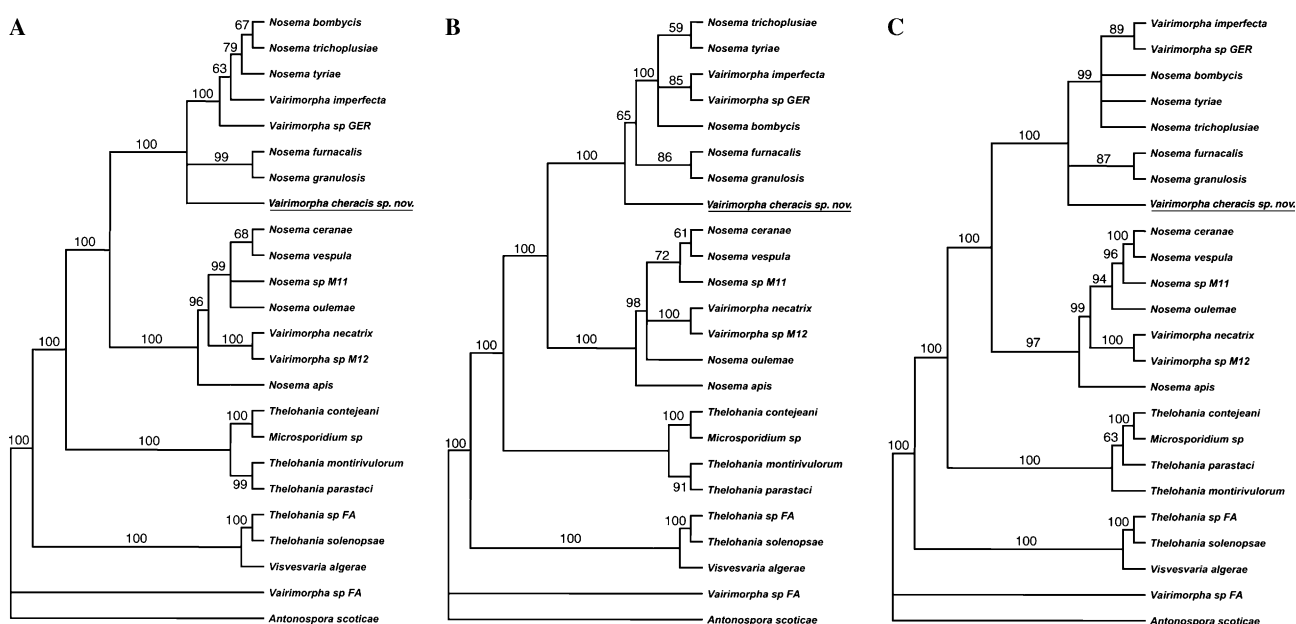 A
67
Nosema bombycis
79
Nosema trichoplusiae
63
Nosema tyriae
100
Vairimorpha imperfecta
Vairimorpha sp GER
100
99
Nosema furnacalis
Nosema granulosis
Vairimorpha cheracis sp. nov.
100
68
Nosema ceranae
Nosema vespula
99
Nosema sp M11
96
Nosema oulemae
100
100
Vairimorpha necatrix
100
Vairimorpha sp M12
Nosema apis
100
Thelohania contejeani
100
Microsporidium sp
Thelohania montirivulorum
99
Thelohania parastaci
100
100
Thelohania sp FA
100
Thelohania solenopsae
Visvesvaria algerae
Vairimorpha sp FA
Antonospora scoticae
B
59
Nosema trichoplusiae
Nosema tyriae
100
85
Vairimorpha imperfecta
Vairimorpha sp GER
65
Nosema bombycis
100
86
Nosema furnacalis
Nosema granulosis
Vairimorpha cheracis sp. nov.
100
61
Nosema ceranae
72
Nosema vespula
Nosema sp M11
98
100
Vairimorpha necatrix
Vairimorpha sp M12
100
100
Nosema oulemae
Nosema apis
100
Thelohania contejeani
Microsporidium sp
Thelohania montirivulorum
91
Thelohania parastaci
100
100
Thelohania sp FA
100
Thelohania solenopsae
Visvesvaria algerae
Vairimorpha sp FA
Antonospora scoticae
C
89
Vairimorpha imperfecta
Vairimorpha sp GER
99
Nosema bombycis
Nosema tyriae
Nosema trichoplusiae
100
87
Nosema furnacalis
Nosema granulosis
Vairimorpha cheracis sp. nov.
100
100
Nosema ceranae
96
Nosema vespula
94
Nosema sp M11
99
Nosema oulemae
100
Vairimorpha necatrix
97
Vairimorpha sp M12
100
Nosema apis
100
Thelohania contejeani
63
Microsporidium sp
100
Thelohania parastaci
Thelohania montirivulorum
100
100
Thelohania sp FA
100
Thelohania solenopsae
Visvesvaria algerae
Vairimorpha sp FA
Antonospora scoticae